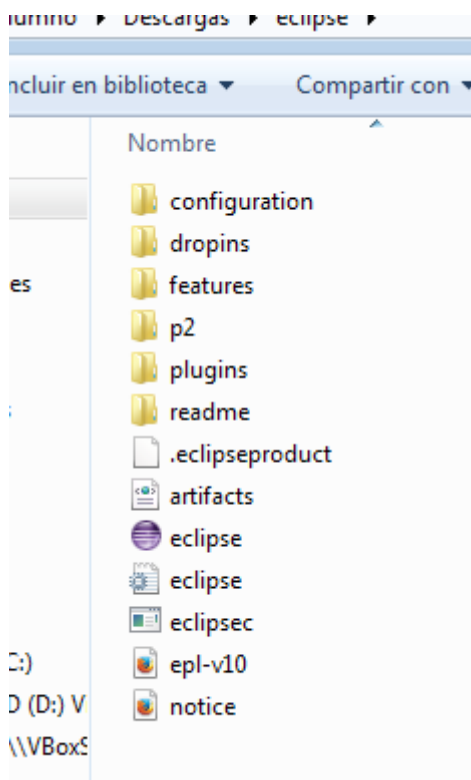 Descargas ▸ eclipse ▸
ncluir en biblioteca ▾ Compartir con ▾
Nombre
configuration
dropins
es features
p2
plugins
readme
.eclipseproduct
artifacts
eclipse
eclipse
eclipsec
C:) epl-v10
D (D:) V notice
\\VBoxS